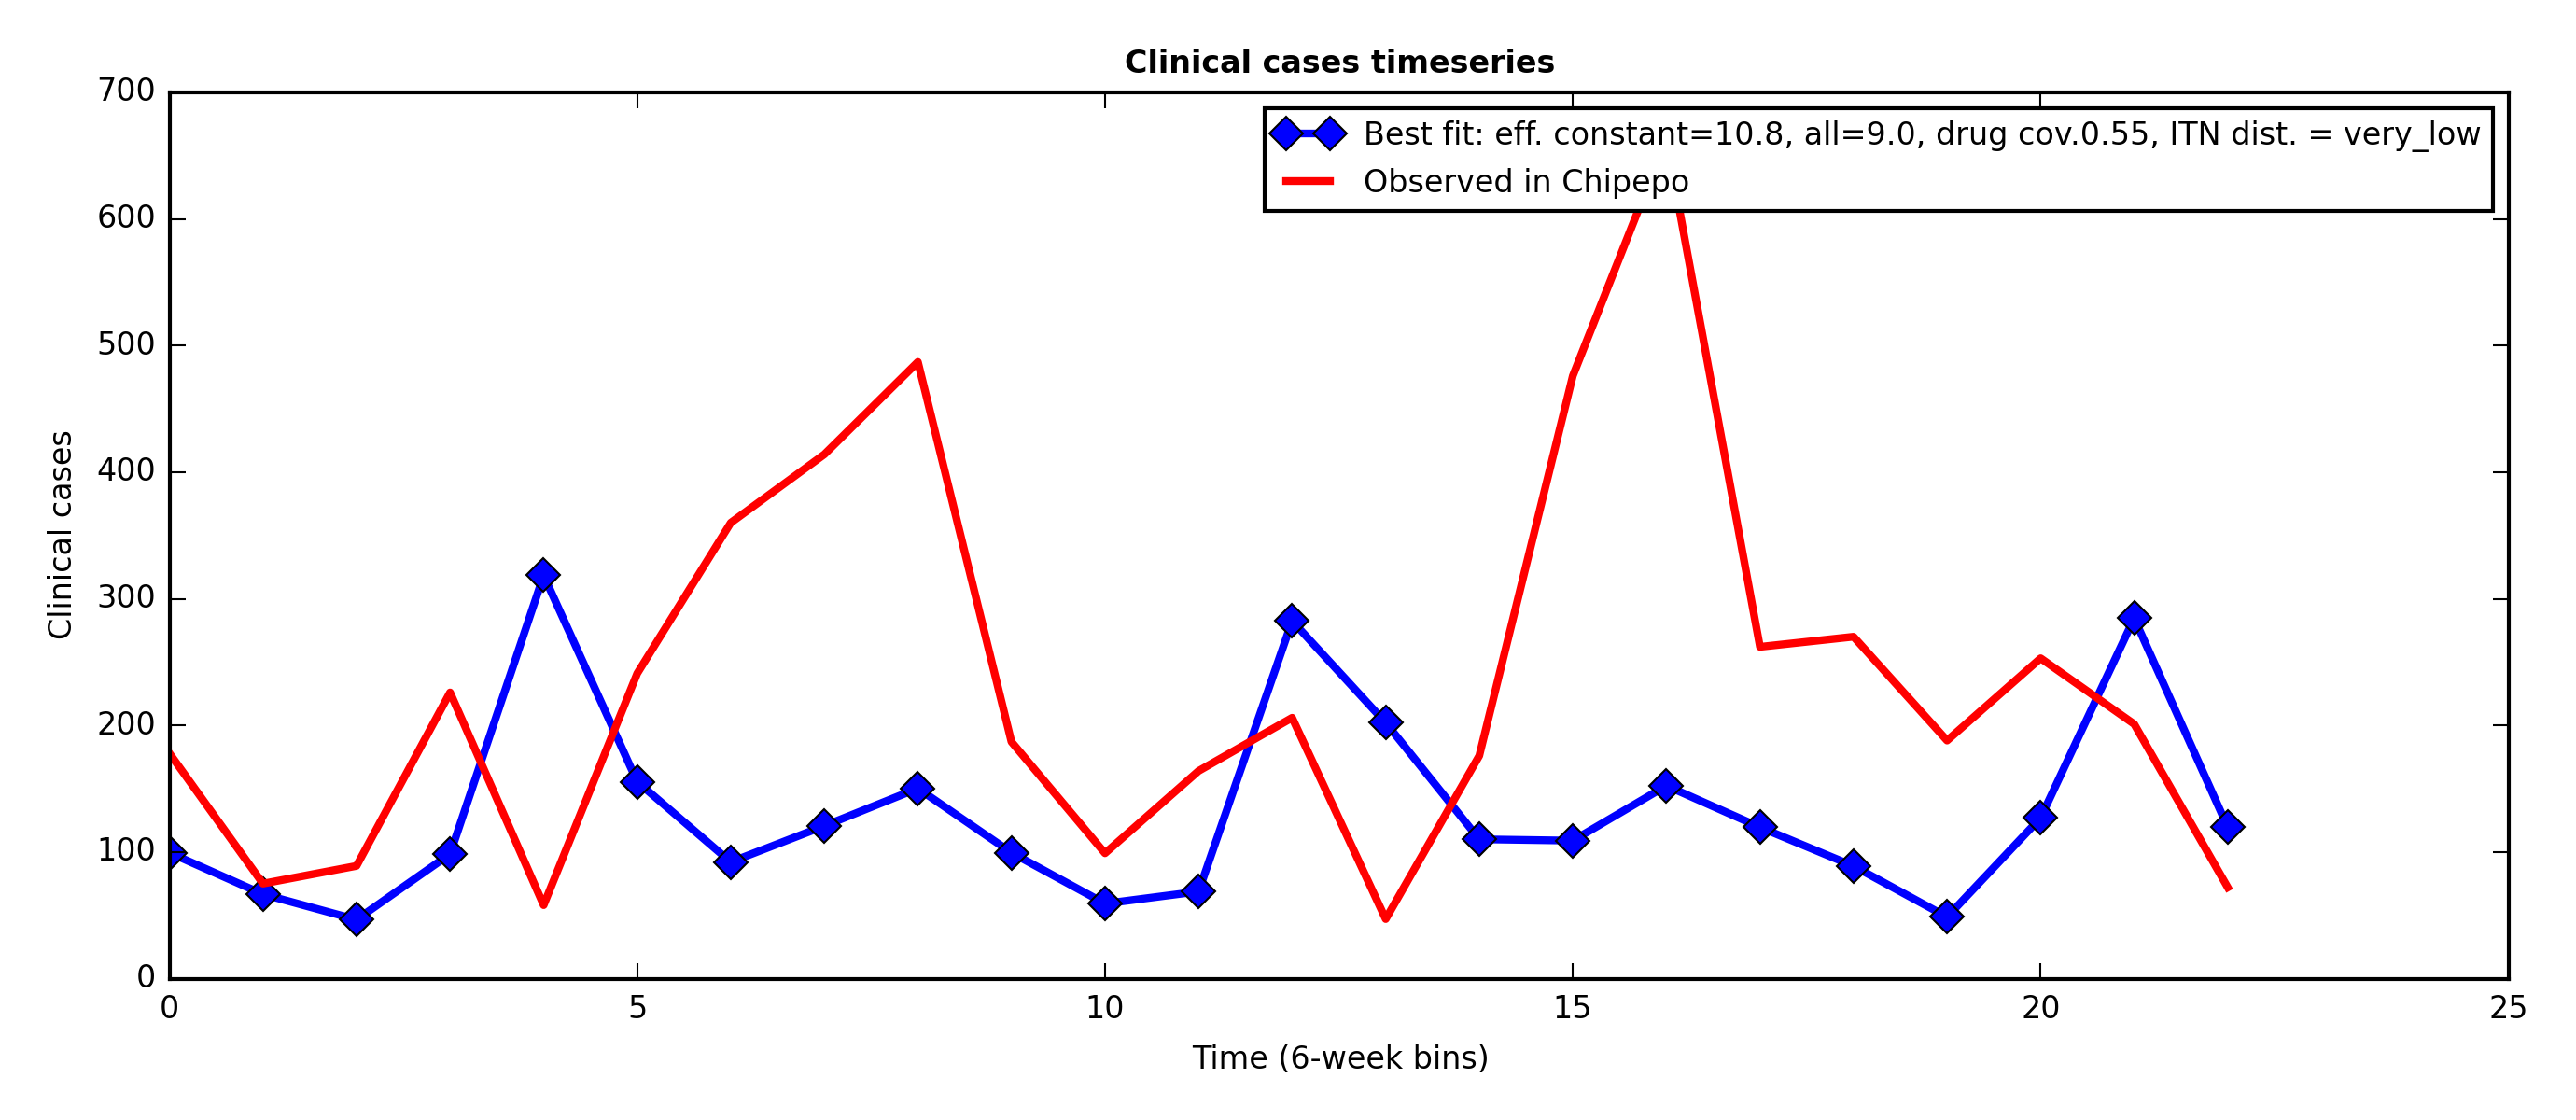 Clinical cases timeseries
700
600
500
400
300
200
100
0
Clinical cases
Best fit: eff. constant=10.8, all=9.0, drug cov.0.55, ITN dist. = very_low
Observed in Chipepo
0 5 10 15 20 25
Time (6-week bins)